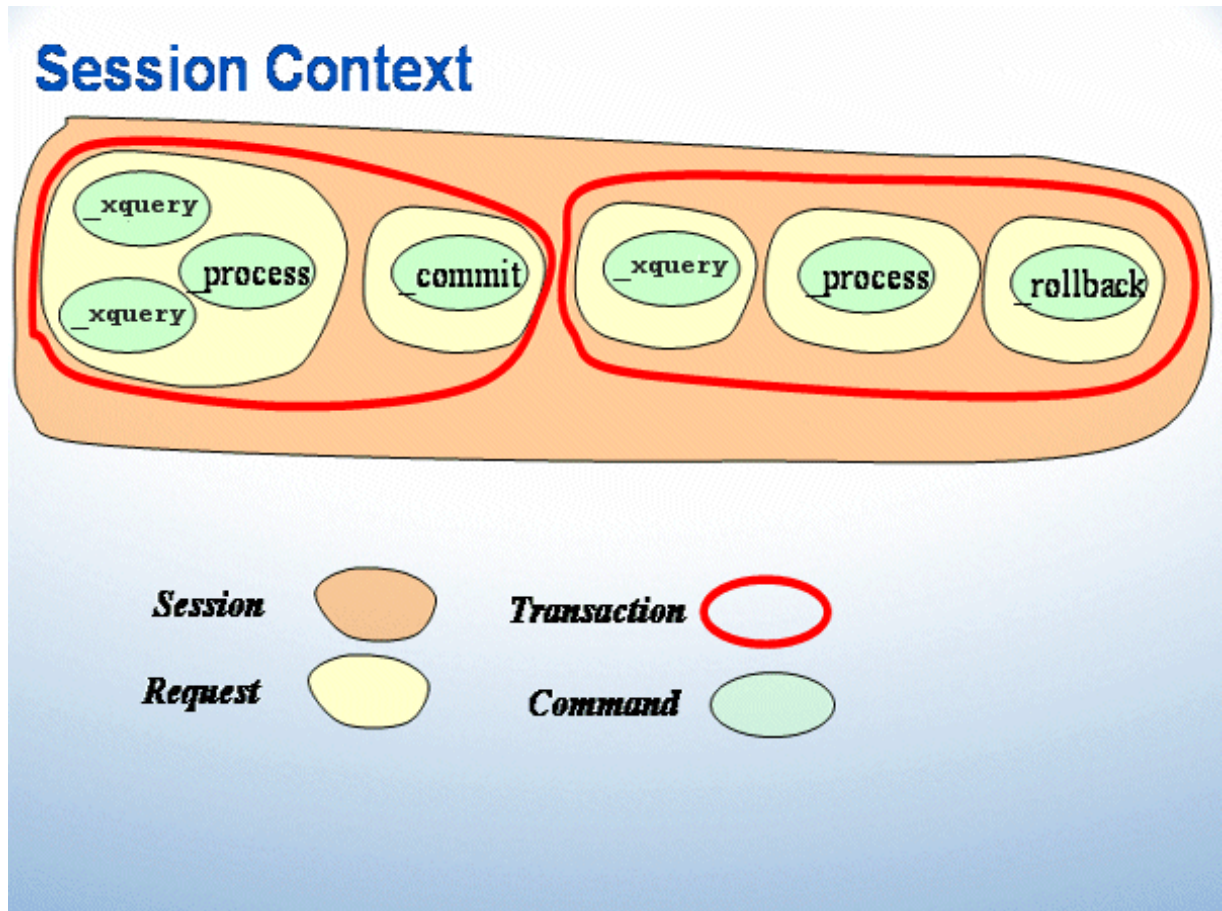 Session Context
_xquery
_process
_xquery
_commit
_xquery
_process
_rollback
Session
Transaction
Request
Command